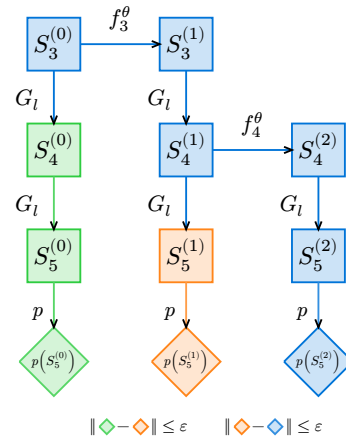 f_3^θ
S_3^{(0)} S_3^{(1)}
G_l G_l
f_4^θ
S_4^{(0)} S_4^{(1)} S_4^{(2)}
G_l G_l G_l
S_5^{(0)} S_5^{(1)} S_5^{(2)}
p p p
p(S_5^{(0)}) p(S_5^{(1)}) p(S_5^{(2)})
‖ − ‖ ≤ ε ‖ − ‖ ≤ ε